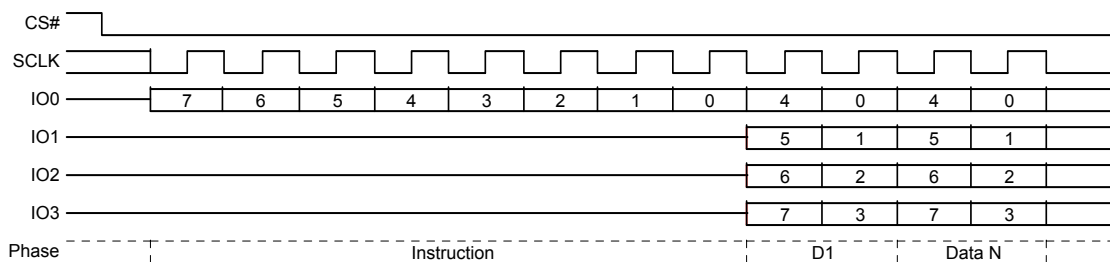 CS#
SCLK
IO0 7 6 5 4 3 2 1 0 4 0 4 0
IO1 5 1 5 1
IO2 6 2 6 2
IO3 7 3 7 3
Phase Instruction D1 Data N